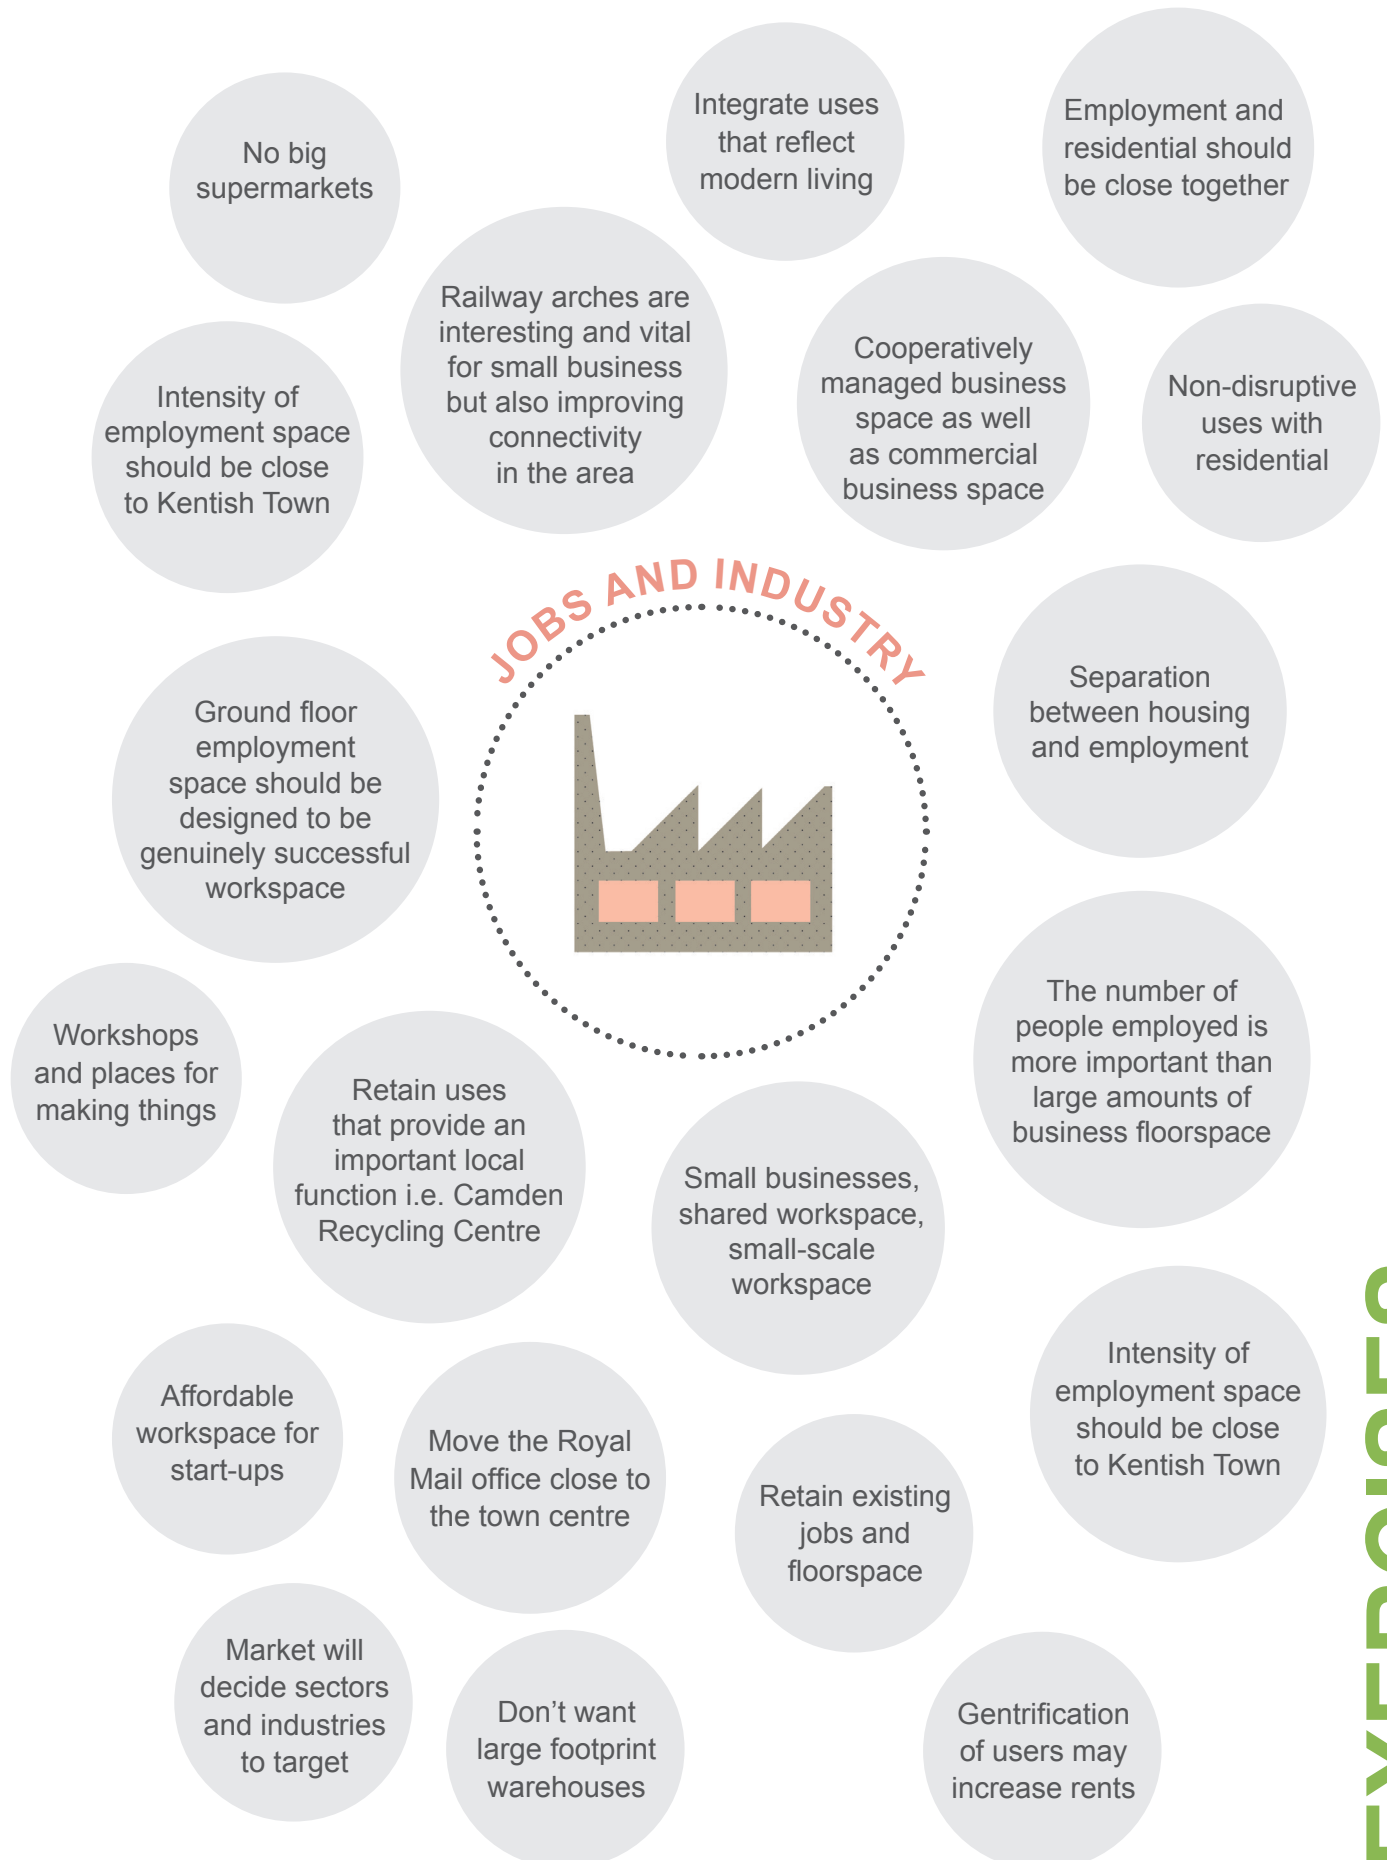 No big
supermarkets
Integrate uses
that reflect
modern living
Employment and
residential should
be close together
Railway arches are
interesting and vital
for small business
but also improving
connectivity
in the area
Cooperatively
managed business
space as well
as commercial
business space
Non-disruptive
uses with
residential
Intensity of
employment space
should be close
to Kentish Town
JOBS AND INDUSTRY
Ground floor
employment
space should be
designed to be
genuinely successful
workspace
Separation
between housing
and employment
Workshops
and places for
making things
The number of
people employed is
more important than
large amounts of
business floorspace
Retain uses
that provide an
important local
function i.e. Camden
Recycling Centre
Small businesses,
shared workspace,
small-scale
workspace
Affordable
workspace for
start-ups
Move the Royal
Mail office close to
the town centre
Intensity of
employment space
should be close
to Kentish Town
Retain existing
jobs and
floorspace
Market will
decide sectors
and industries
to target
Don’t want
large footprint
warehouses
Gentrification
of users may
increase rents
EXERCISES